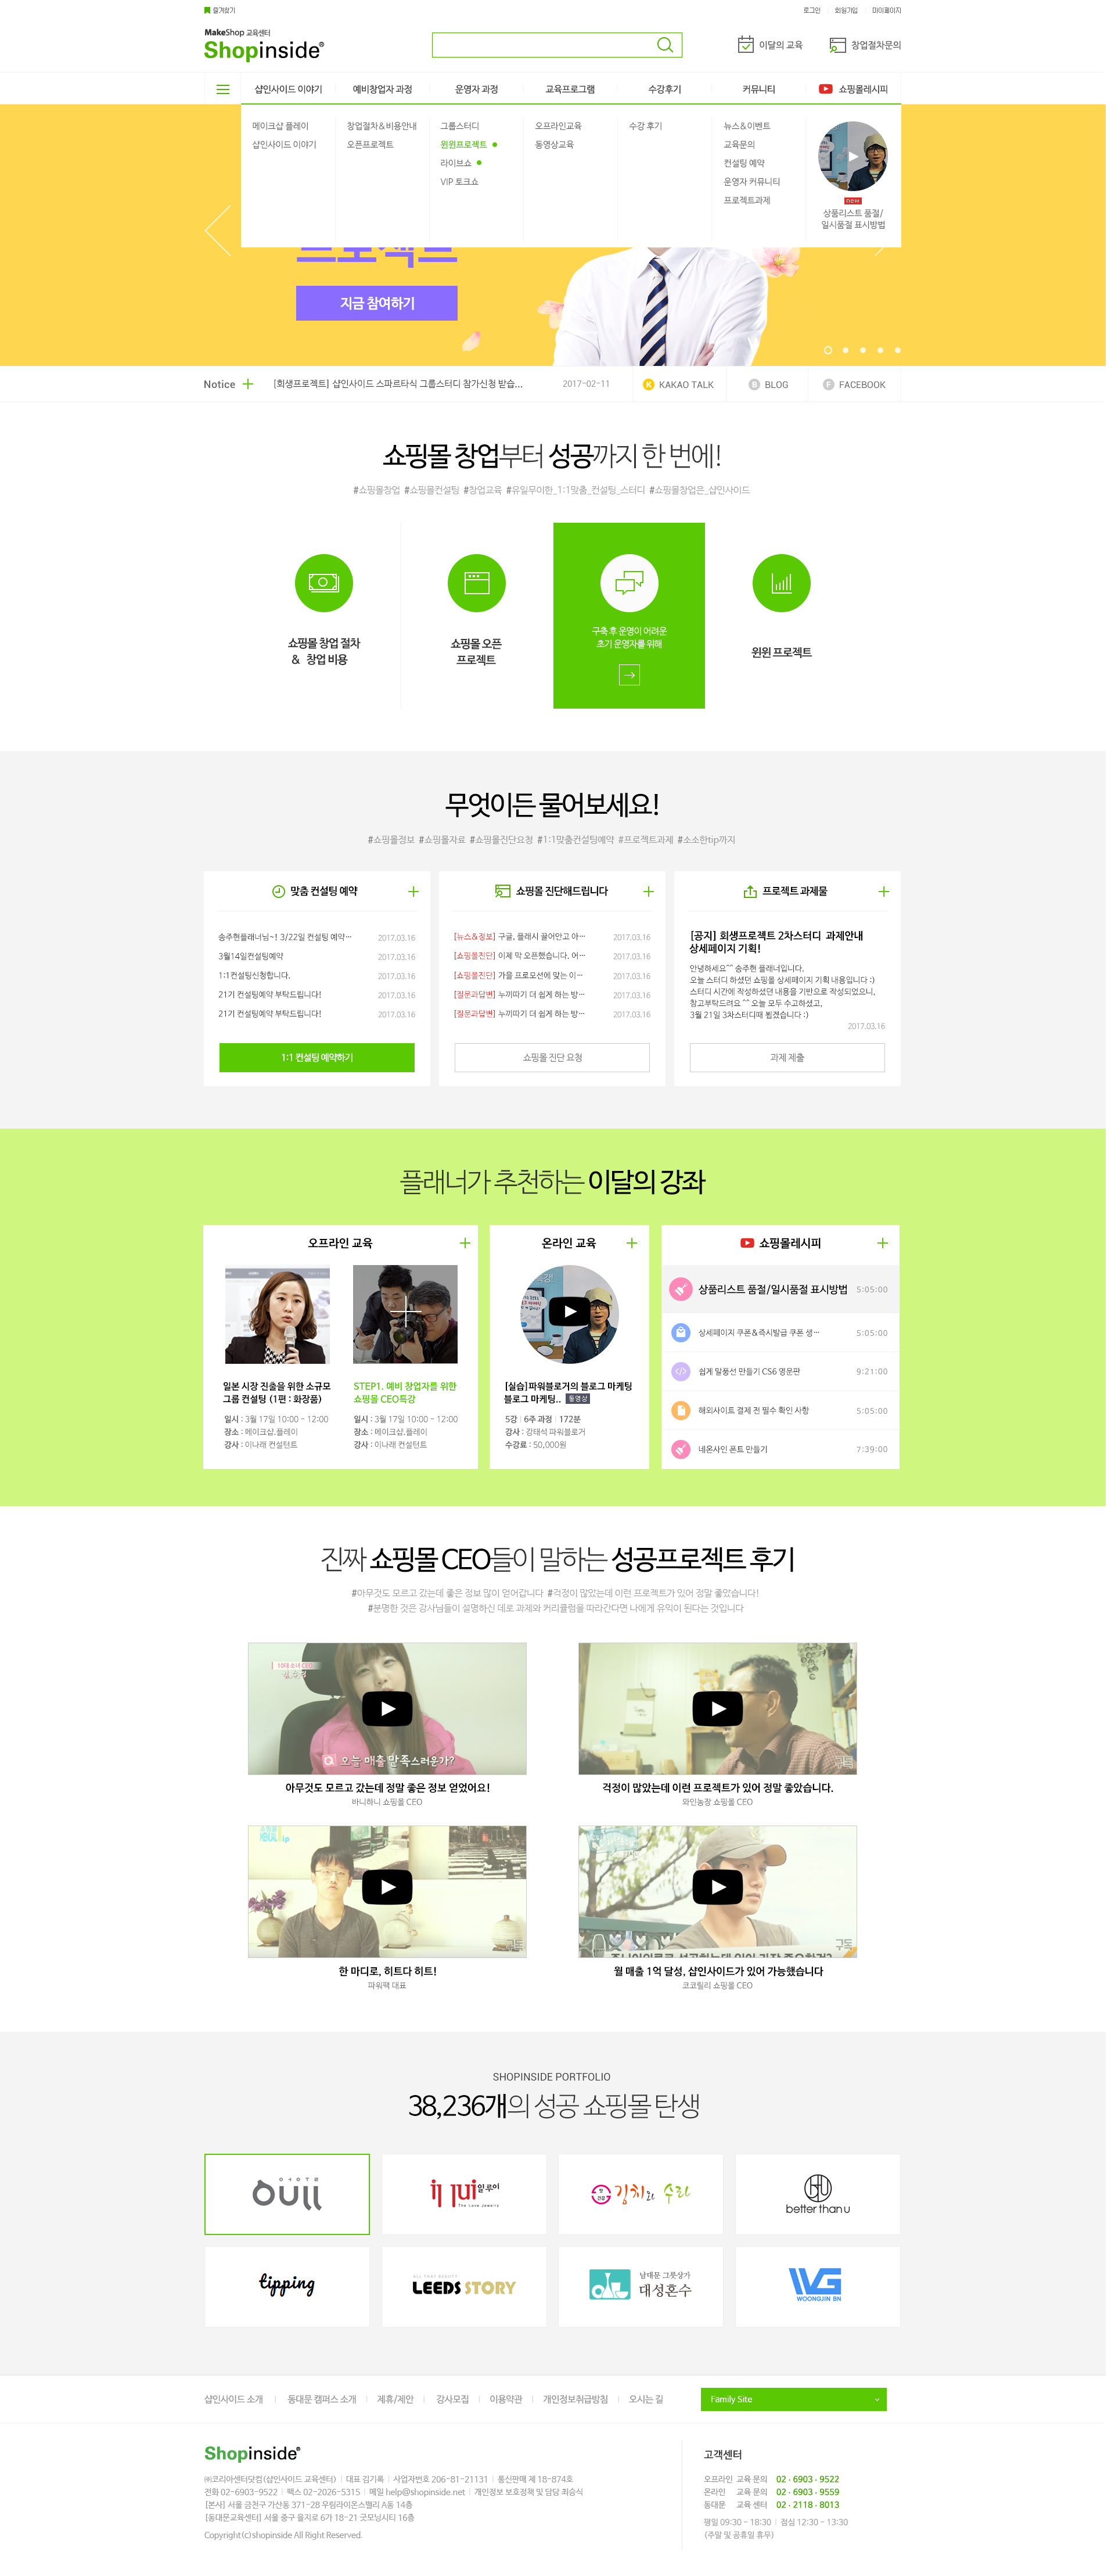 즐겨찾기
로그인 회원가입 마이페이지
MakeShop 교육센터
Shopinside®
이달의 교육 창업절차문의
샵인사이드 이야기 예비창업자 과정 운영자 과정 교육프로그램 수강후기 커뮤니티 쇼핑몰레시피
메이크샵 플레이 창업절차&비용안내 그룹스터디 오프라인교육 수강 후기 뉴스&이벤트
샵인사이드 이야기 오픈프로젝트 윈윈프로젝트 동영상교육 교육문의
라이브쇼 컨설팅 예약
VIP 토크쇼 운영자 커뮤니티
프로젝트과제
new
상품리스트 품절/
일시품절 표시방법
프로젝트
지금 참여하기
Notice [회생프로젝트] 샵인사이드 스파르타식 그룹스터디 참가신청 받습... 2017-02-11 K KAKAO TALK B BLOG F FACEBOOK
쇼핑몰 창업부터 성공까지 한 번에!
#쇼핑몰창업 #쇼핑몰컨설팅 #창업교육 #유일무이한_1:1맞춤_컨설팅_스터디 #쇼핑몰창업은_샵인사이드
쇼핑몰 창업 절차
& 창업 비용
쇼핑몰 오픈
프로젝트
구축 후 운영이 어려운
초기 운영자를 위해
윈윈 프로젝트
무엇이든 물어보세요!
#쇼핑몰정보 #쇼핑몰자료 #쇼핑몰진단요청 #1:1맞춤컨설팅예약 #프로젝트과제 #소소한tip까지
맞춤 컨설팅 예약
송주현플래너님~! 3/22일 컨설팅 예약... 2017.03.16
3월14일컨설팅예약 2017.03.16
1:1컨설팅신청합니다. 2017.03.16
21기 컨설팅예약 부탁드립니다! 2017.03.16
21기 컨설팅예약 부탁드립니다! 2017.03.16
1:1 컨설팅 예약하기
쇼핑몰 진단해드립니다
[뉴스&정보] 구글, 플래시 끌어안고 아... 2017.03.16
[쇼핑몰진단] 이제 막 오픈했습니다. 어... 2017.03.16
[쇼핑몰진단] 가을 프로모션에 맞는 이... 2017.03.16
[질문과답변] 누끼따기 더 쉽게 하는 방... 2017.03.16
[질문과답변] 누끼따기 더 쉽게 하는 방... 2017.03.16
쇼핑몰 진단 요청
프로젝트 과제물
[공지] 회생프로젝트 2차스터디 과제안내
상세페이지 기획!
안녕하세요^^ 송주현 플래너입니다.
오늘 스터디 하셨던 쇼핑몰 상세페이지 기획 내용입니다 :)
스터디 시간에 작성하셨던 내용을 기반으로 작성되었으니,
참고부탁드려요 ^^ 오늘 모두 수고하셨고,
3월 21일 3차스터디때 뵙겠습니다 :)
2017.03.16
과제 제출
플래너가 추천하는 이달의 강좌
오프라인 교육
일본 시장 진출을 위한 소규모
그룹 컨설팅 (1편 : 화장품)
일시 : 3월 17일 10:00 - 12:00
장소 : 메이크샵.플레이
강사 : 이나래 컨설턴트
STEP1. 예비 창업자를 위한
쇼핑몰 CEO특강
일시 : 3월 17일 10:00 - 12:00
장소 : 메이크샵.플레이
강사 : 이나래 컨설턴트
온라인 교육
[실습]파워블로거의 블로그 마케팅
블로그 마케팅.. 동영상
5강 | 6주 과정 | 172분
강사 : 강태석 파워블로거
수강료 : 50,000원
쇼핑몰레시피
상품리스트 품절/일시품절 표시방법 5:05:00
상세페이지 쿠폰&즉시발급 쿠폰 생... 5:05:00
쉽게 말풍선 만들기 CS6 영문판 9:21:00
해외사이트 결제 전 필수 확인 사항 5:05:00
네온사인 폰트 만들기 7:39:00
진짜 쇼핑몰 CEO들이 말하는 성공프로젝트 후기
#아무것도 모르고 갔는데 좋은 정보 많이 얻어갑니다 #걱정이 많았는데 이런 프로젝트가 있어 정말 좋았습니다!
#분명한 것은 강사님들이 설명하신 데로 과제와 커리큘럼을 따라간다면 나에게 유익이 된다는 것입니다
10대 소녀 CEO
Q 오늘 매출 만족스러운가?
구독
아무것도 모르고 갔는데 정말 좋은 정보 얻었어요!
바니하니 쇼핑몰 CEO
걱정이 많았는데 이런 프로젝트가 있어 정말 좋았습니다.
와인농장 쇼핑몰 CEO
구독
구독
한 마디로, 히트다 히트!
파워팩 대표
월 매출 1억 달성, 샵인사이드가 있어 가능했습니다
코코릴리 쇼핑몰 CEO
SHOPINSIDE PORTFOLIO
38,236개의 성공 쇼핑몰 탄생
일루이
The Love Jewelry
김치와 수라
better than u
tipping
LEEDS STORY
남대문 그릇상가
대성혼수
WG
WOONGJIN BN
샵인사이드 소개 | 동대문 캠퍼스 소개 | 제휴/제안 | 강사모집 | 이용약관 | 개인정보취급방침 | 오시는 길
Family Site
Shopinside®
㈜코리아센터닷컴(샵인사이드 교육센터) | 대표 김기록 | 사업자번호 206-81-21131 | 통신판매 제 18-874호
전화 02-6903-9522 | 팩스 02-2026-5315 | 메일 help@shopinside.net | 개인정보 보호정책 및 담당 최승식
[본사] 서울 금천구 가산동 371-28 우림라이온스밸리 A동 14층
[동대문교육센터] 서울 중구 을지로 6가 18-21 굿모닝시티 16층
Copyright(c)shopinside All Right Reserved.
고객센터
오프라인 교육 문의 02 · 6903 · 9522
온라인 교육 문의 02 · 6903 · 9559
동대문 교육 센터 02 · 2118 · 8013
평일 09:30 - 18:30 | 점심 12:30 - 13:30
(주말 및 공휴일 휴무)